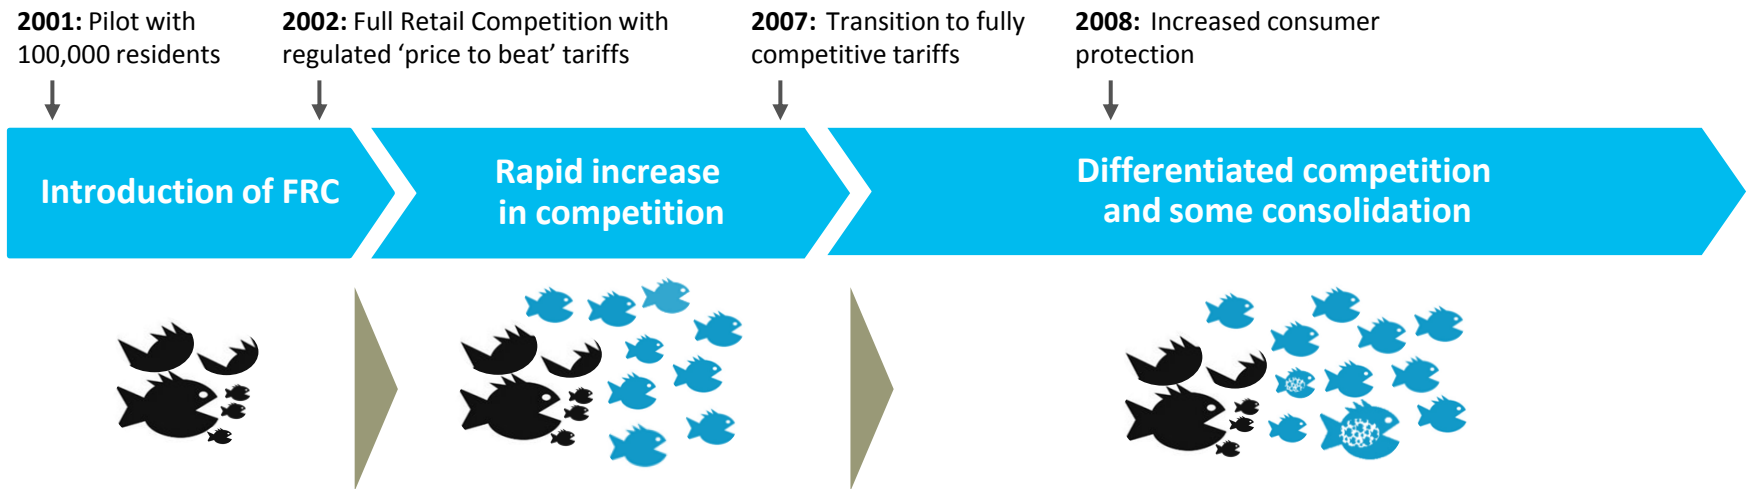 2001: Pilot with
100,000 residents
2002: Full Retail Competition with
regulated ‘price to beat’ tariffs
2007: Transition to fully
competitive tariffs
2008: Increased consumer
protection
Introduction of FRC
Rapid increase
in competition
Differentiated competition
and some consolidation